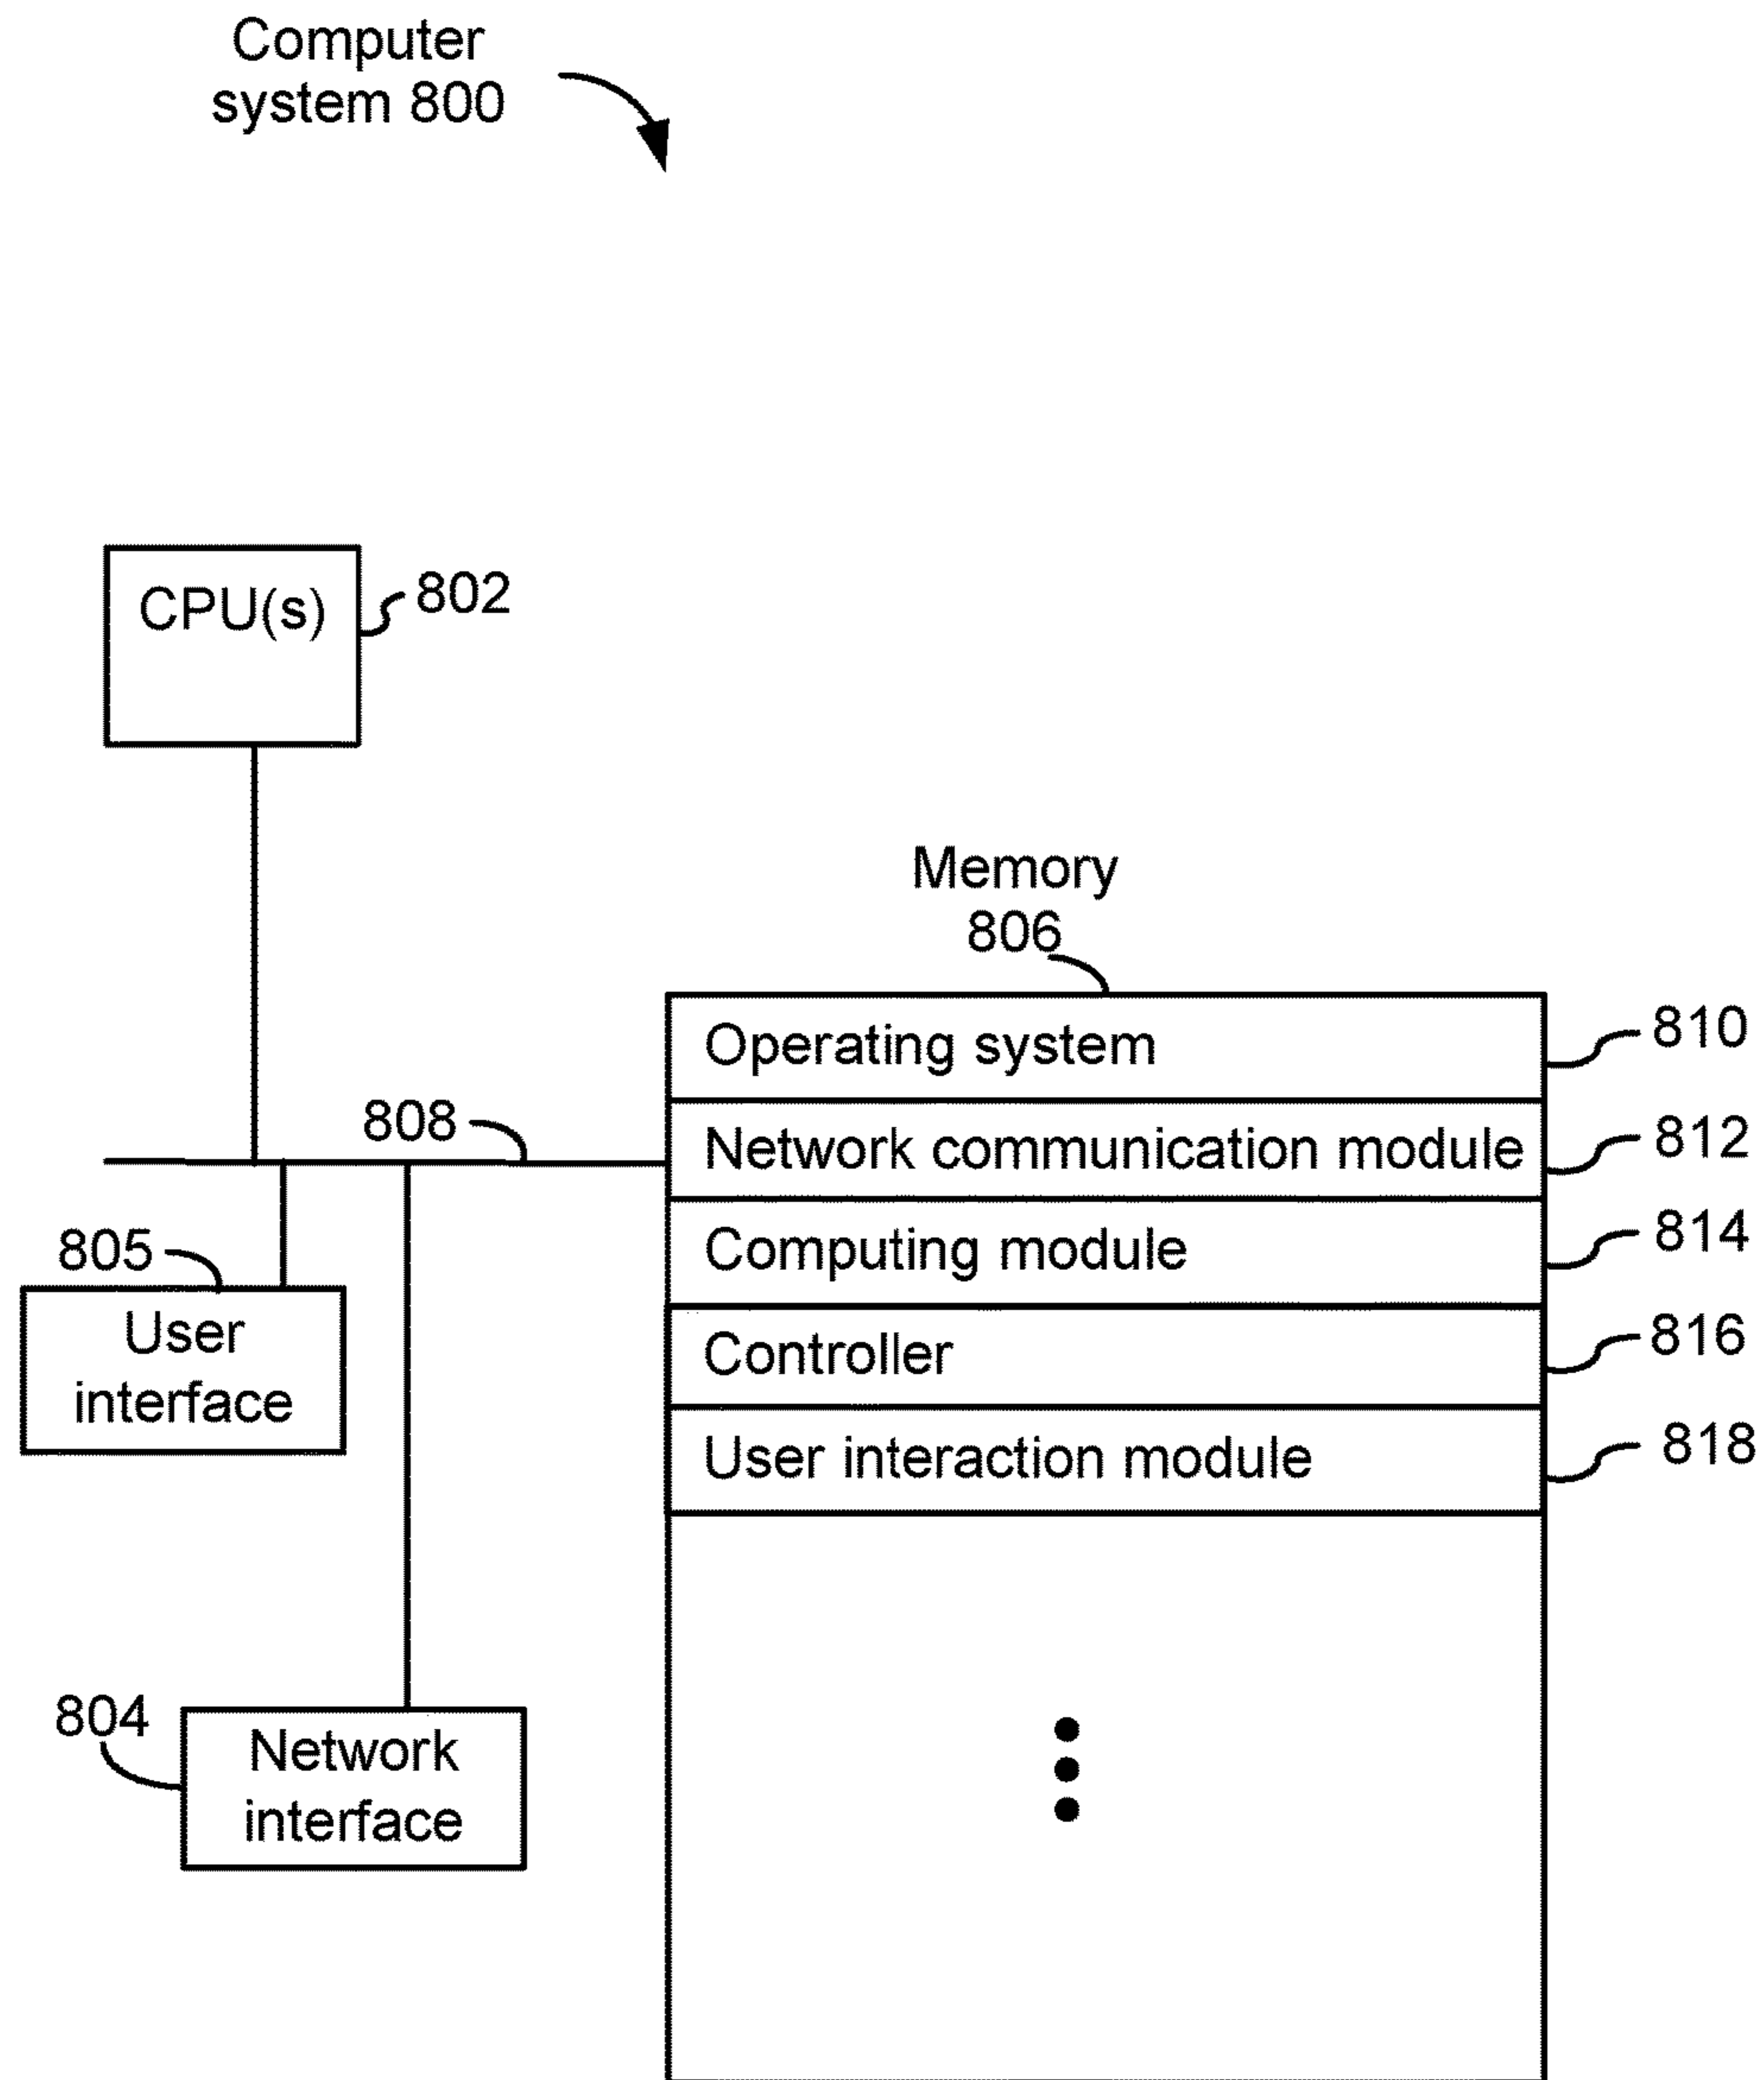 Computer
system 800
CPU(s)
802
Memory
806
Operating system
810
808
Network communication module
812
805
Computing module
814
User
interface
Controller
816
User interaction module
818
804
Network
interface